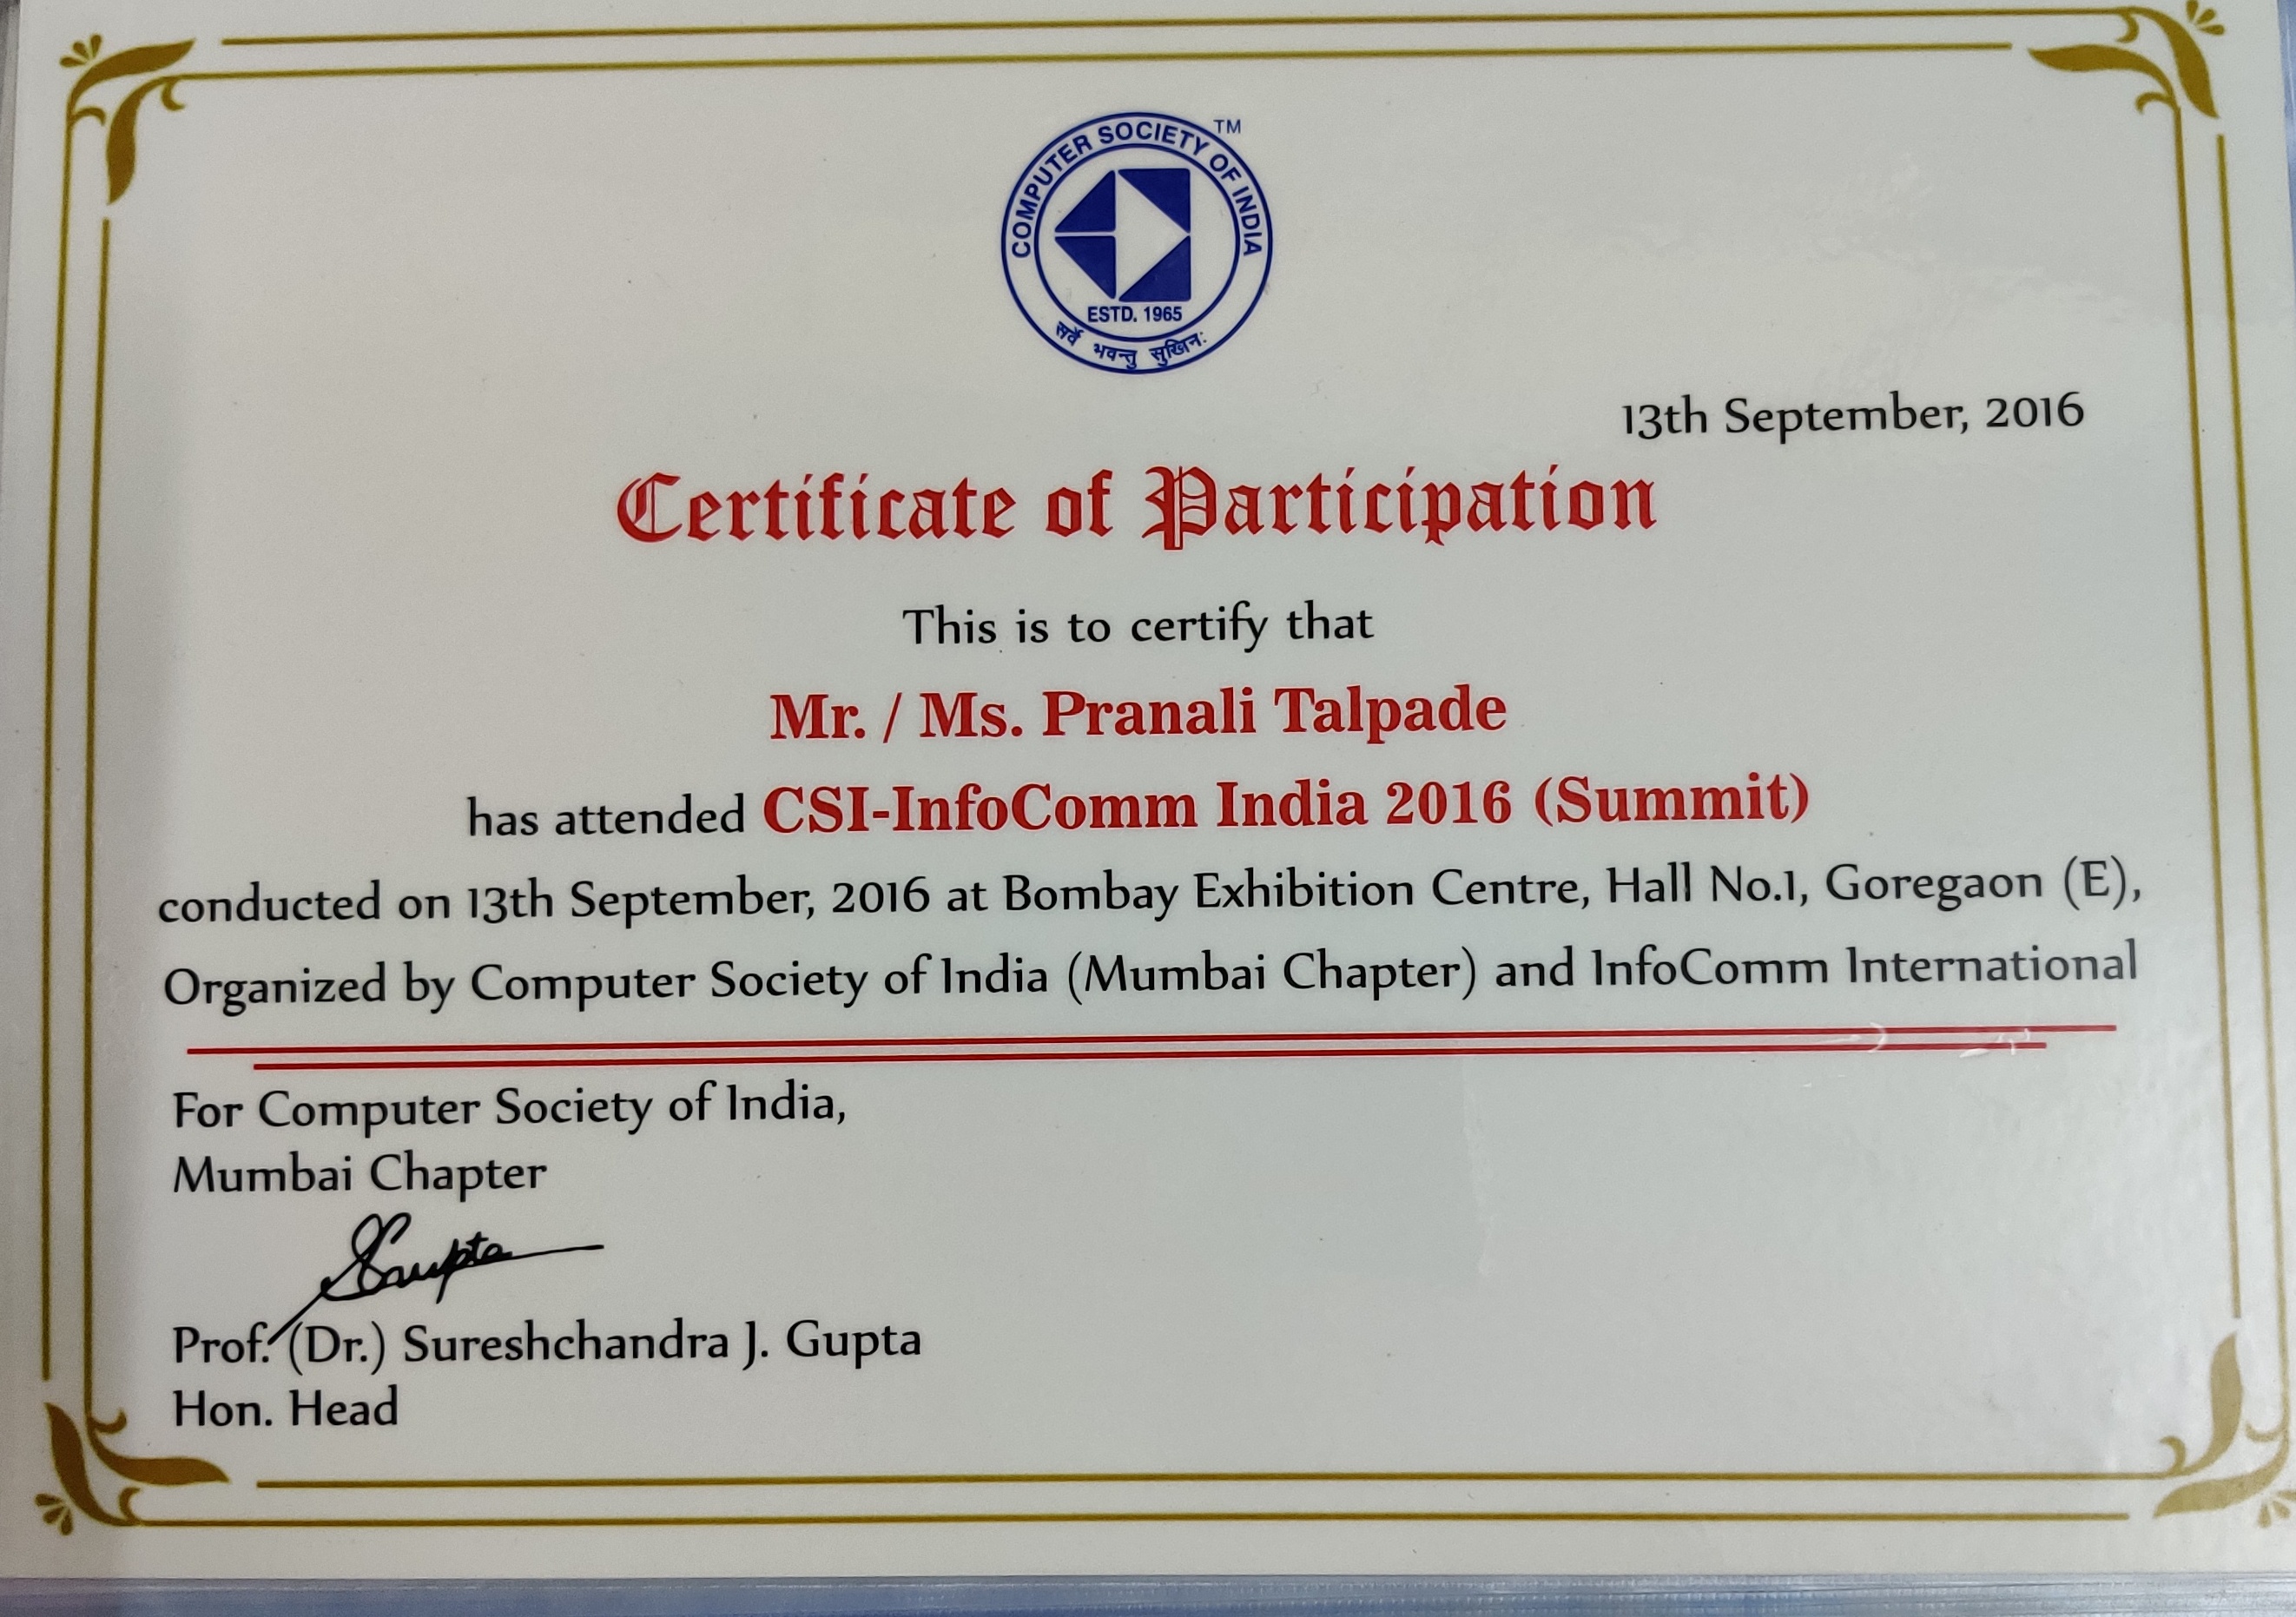 COMPUTER SOCIETY OF INDIA
TM
ESTD. 1965
सर्वे भवन्तु सुखिनः
13th September, 2016
Certificate of Participation
This is to certify that
Mr. / Ms. Pranali Talpade
has attended CSI-InfoComm India 2016 (Summit)
conducted on 13th September, 2016 at Bombay Exhibition Centre, Hall No.1, Goregaon (E),
Organized by Computer Society of India (Mumbai Chapter) and InfoComm International
For Computer Society of India,
Mumbai Chapter
SGupta
Prof. (Dr.) Sureshchandra J. Gupta
Hon. Head